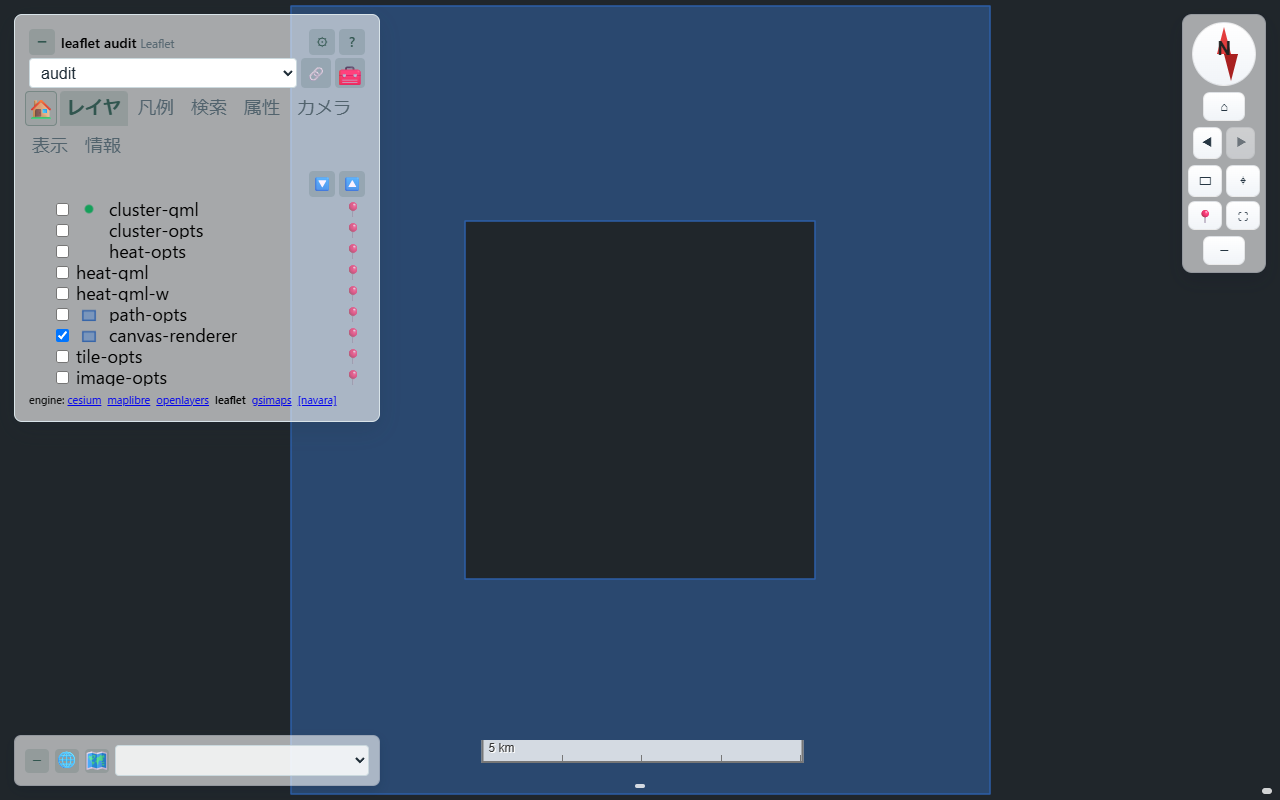 leaflet audit Leaflet
audit
レイヤ 凡例 検索 属性 カメラ
表示 情報
cluster-qml
cluster-opts
heat-opts
heat-qml
heat-qml-w
path-opts
canvas-renderer
tile-opts
image-opts
engine: cesium maplibre openlayers leaflet gsimaps [navara]
N
5 km